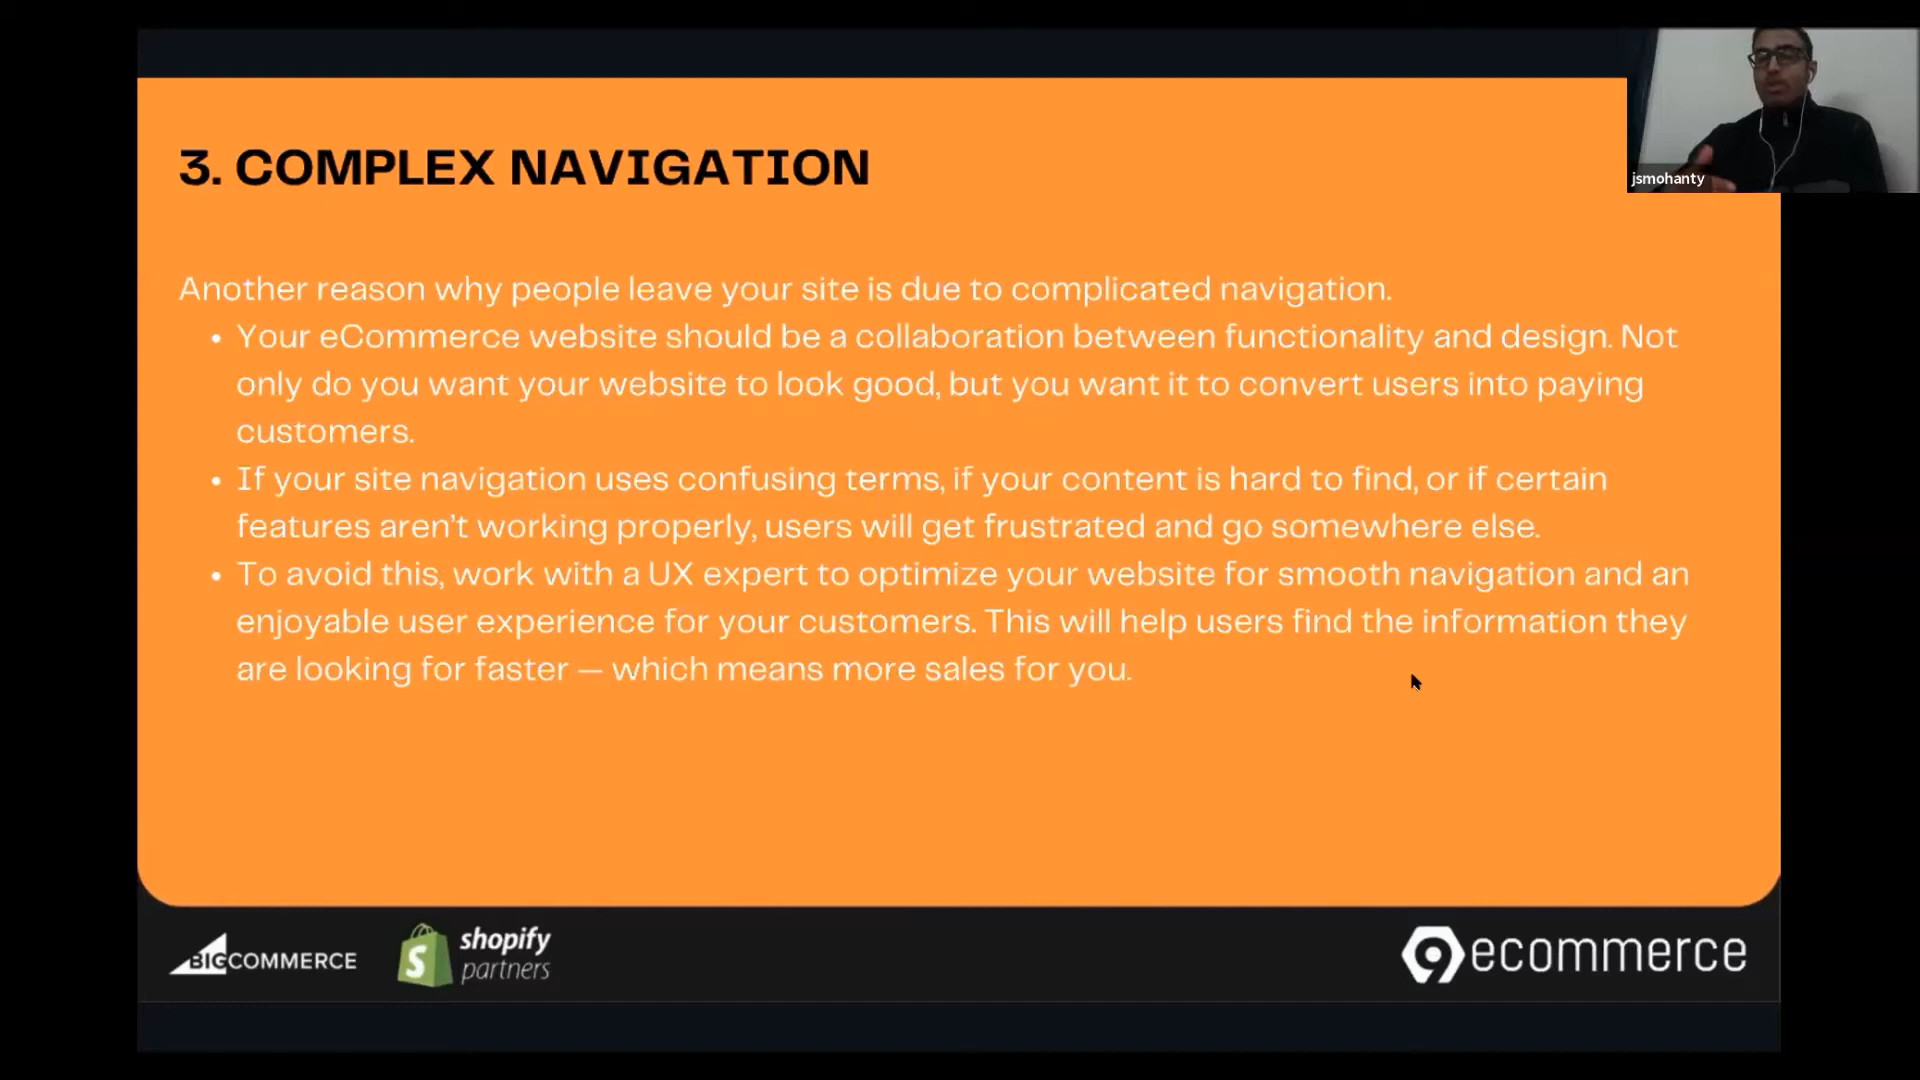 jsmohanty
3. COMPLEX NAVIGATION
Another reason why people leave your site is due to complicated navigation.
• Your eCommerce website should be a collaboration between functionality and design. Not
only do you want your website to look good, but you want it to convert users into paying
customers.
• If your site navigation uses confusing terms, if your content is hard to find, or if certain
features aren't working properly, users will get frustrated and go somewhere else.
• To avoid this, work with a UX expert to optimize your website for smooth navigation and an
enjoyable user experience for your customers. This will help users find the information they
are looking for faster — which means more sales for you.
BIGCOMMERCE
shopify
partners
9ecommerce